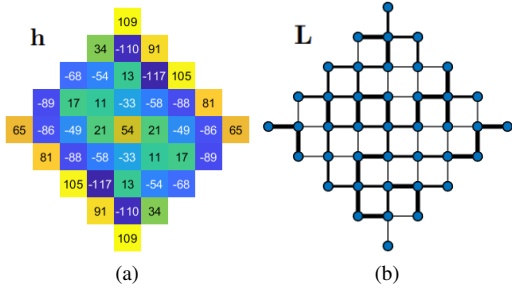 h
109
34 -110 91
-68 -54 13 -117 105
-89 17 11 -33 -58 -88 81
65 -86 -49 21 54 21 -49 -86 65
81 -88 -58 -33 11 17 -89
105 -117 13 -54 -68
91 -110 34
109
(a)
L
(b)